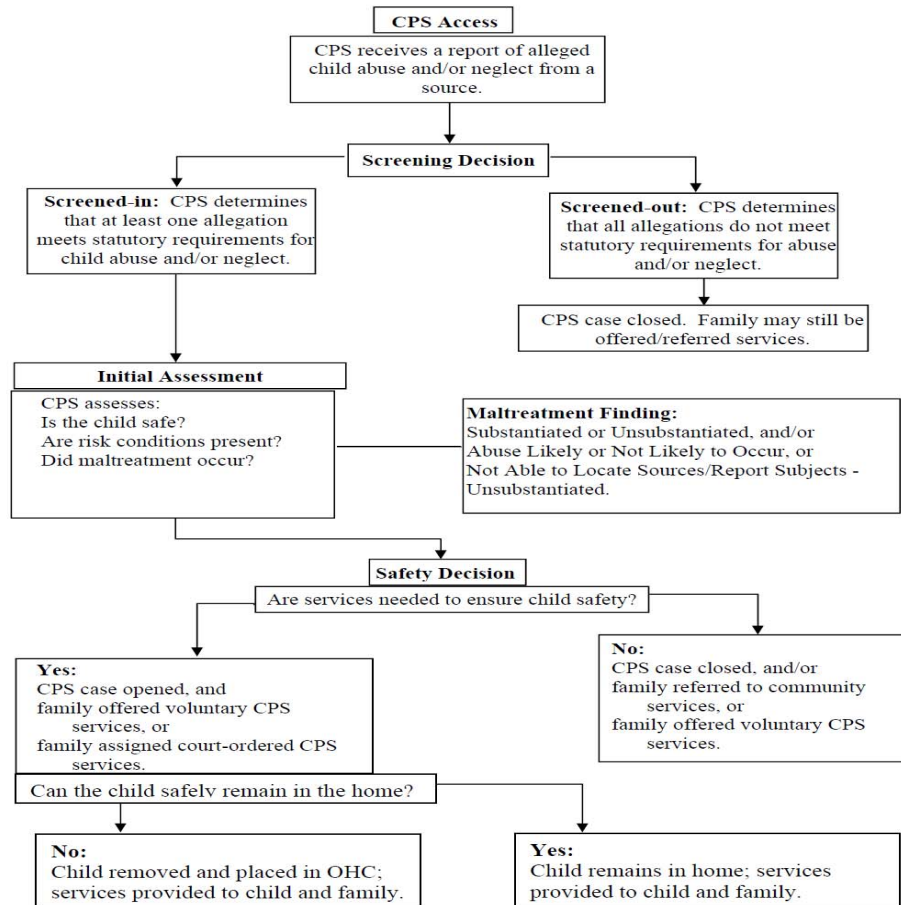 CPS Access
CPS receives a report of alleged
child abuse and/or neglect from a
source.
Screening Decision
Screened-in: CPS determines
that at least one allegation
meets statutory requirements for
child abuse and/or neglect.
Screened-out: CPS determines
that all allegations do not meet
statutory requirements for abuse
and/or neglect.
CPS case closed. Family may still be
offered/referred services.
Initial Assessment
CPS assesses:
Is the child safe?
Are risk conditions present?
Did maltreatment occur?
Maltreatment Finding:
Substantiated or Unsubstantiated, and/or
Abuse Likely or Not Likely to Occur, or
Not Able to Locate Sources/Report Subjects -
Unsubstantiated.
Safety Decision
Are services needed to ensure child safety?
Yes:
CPS case opened, and
family offered voluntary CPS
services, or
family assigned court-ordered CPS
services.
No:
CPS case closed, and/or
family referred to community
services, or
family offered voluntary CPS
services.
Can the child safely remain in the home?
No:
Child removed and placed in OHC;
services provided to child and family.
Yes:
Child remains in home; services
provided to child and family.